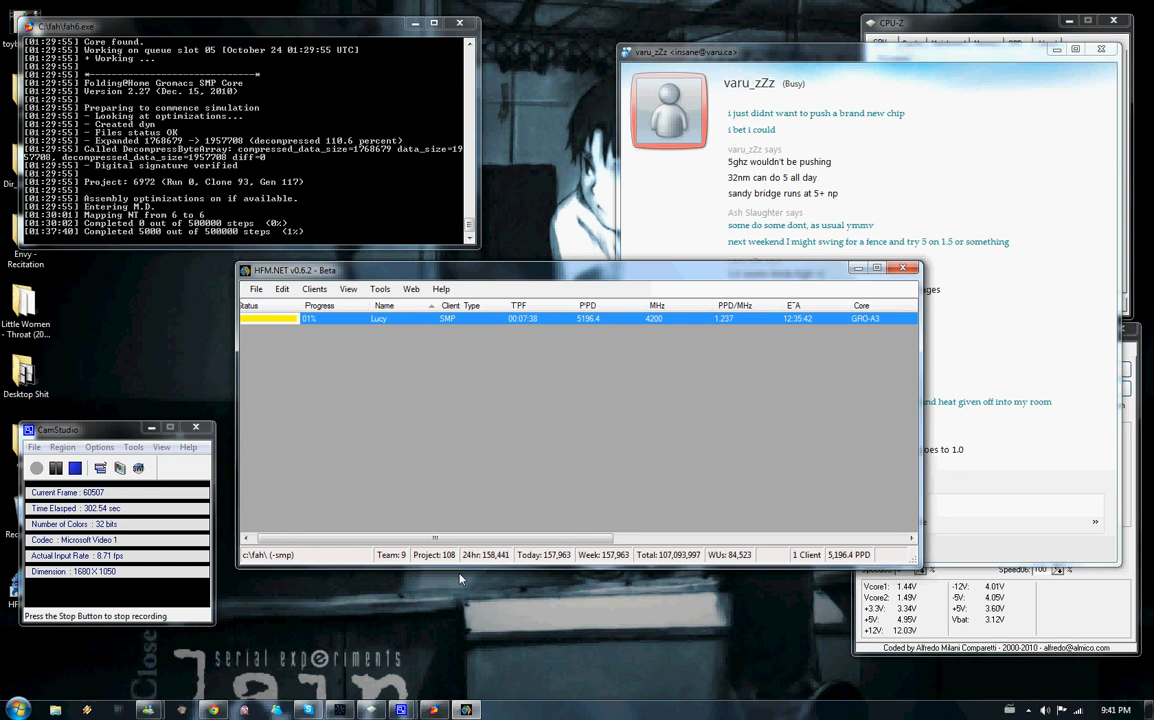 C:\fah\fah6.exe
[01:29:55] Core found.
[01:29:55] Working on queue slot 05 [October 24 01:29:55 UTC]
[01:29:55] + Working ...
[01:29:55]
[01:29:55] *------------------------------*
[01:29:55] Folding@Home Gromacs SMP Core
[01:29:55] Version 2.27 (Dec. 15, 2010)
[01:29:55]
[01:29:55] Preparing to commence simulation
[01:29:55] - Looking at optimizations...
[01:29:55] - Created dyn
[01:29:55] - Files status OK
[01:29:55] - Expanded 1768679 -> 1957708 (decompressed 110.6 percent)
[01:29:55] Called DecompressByteArray: compressed_data_size=1768679 data_size=19
57708, decompressed_data_size=1957708 diff=0
[01:29:55] - Digital signature verified
[01:29:55]
[01:29:55] Project: 6972 (Run 0, Clone 93, Gen 117)
[01:29:55]
[01:29:55] Assembly optimizations on if available.
[01:29:55] Entering M.D.
[01:30:01] Mapping NT from 6 to 6
[01:30:02] Completed 0 out of 500000 steps (0%)
[01:37:40] Completed 5000 out of 500000 steps (1%)
CPU-Z
varu_zZz <insane@varu.ca>
varu_zZz (Busy)
i just didnt want to push a brand new chip
i bet i could
varu_zZz says
5ghz wouldn't be pushing
32nm can do 5 all day
sandy bridge runs at 5+ np
Ash Slaughter says
some do some dont, as usual ymmv
next weekend I might swing for a fence and try 5 on 1.5 or something
ages
nd heat given off into my room
oes to 1.0
HFM.NET v0.6.2 - Beta
File Edit Clients View Tools Web Help
Status Progress Name Client Type TPF PPD MHz PPD/MHz ETA Core
01% Lucy SMP 00:07:38 5196.4 4200 1.237 12:35:42 GRO-A3
c:\fah\ (-smp) Team: 9 Project: 108 24hr: 158,441 Today: 157,963 Week: 157,963 Total: 107,093,997 WUs: 84,523 1 Client 5,196.4 PPD
Envy -
Recitation
Little Women
- Throat (20...
Desktop Shit
CamStudio
File Region Options Tools View Help
Current Frame : 60507
Time Elasped : 302.54 sec
Number of Colors : 32 bits
Codec : Microsoft Video 1
Actual Input Rate : 8.71 fps
Dimension : 1680 X 1050
Press the Stop Button to stop recording
Speed06: 100 %
Vcore1: 1.44V -12V: 4.01V
Vcore2: 1.49V -5V: 4.05V
+3.3V: 3.34V +5V: 3.60V
+5V: 4.95V Vbat: 3.12V
+12V: 12.03V
Coded by Alfredo Milani Comparetti - 2000-2010 - alfredo@almico.com
Close
serial experiments
lain
9:41 PM